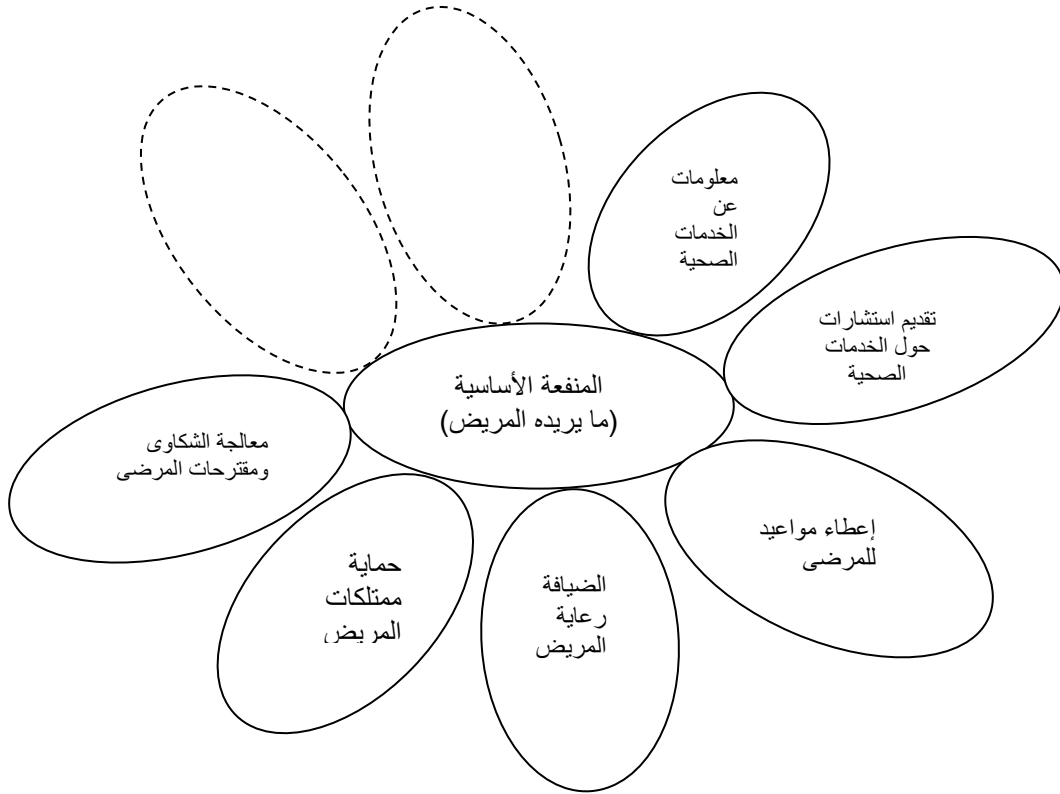 معلومات
عن
الخدمات
الصحية
تقديم استشارات
حول الخدمات
الصحية
المنفعة الأساسية
(ما يريده المريض)
معالجة الشكاوى
ومقترحات المرضى
إعطاء مواعيد
للمرضى
حماية
ممتلكات
المريض
الضيافة
رعاية
المريض